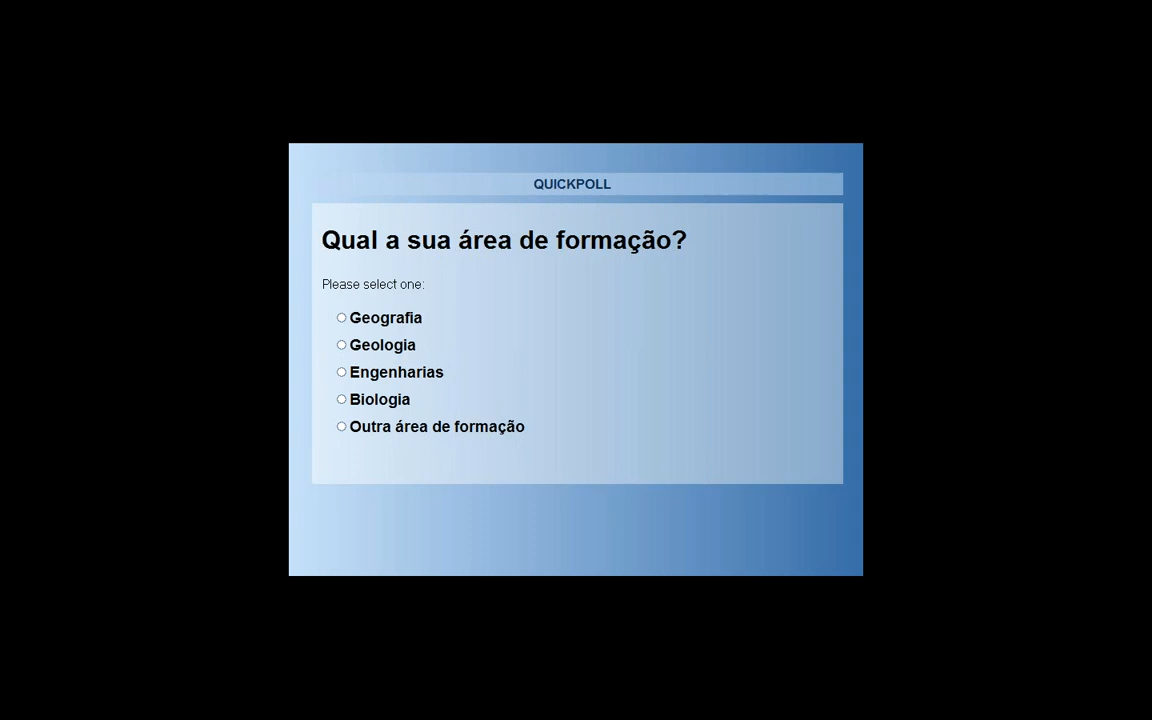 QUICKPOLL
Qual a sua área de formação?
Please select one:
Geografia
Geologia
Engenharias
Biologia
Outra área de formação